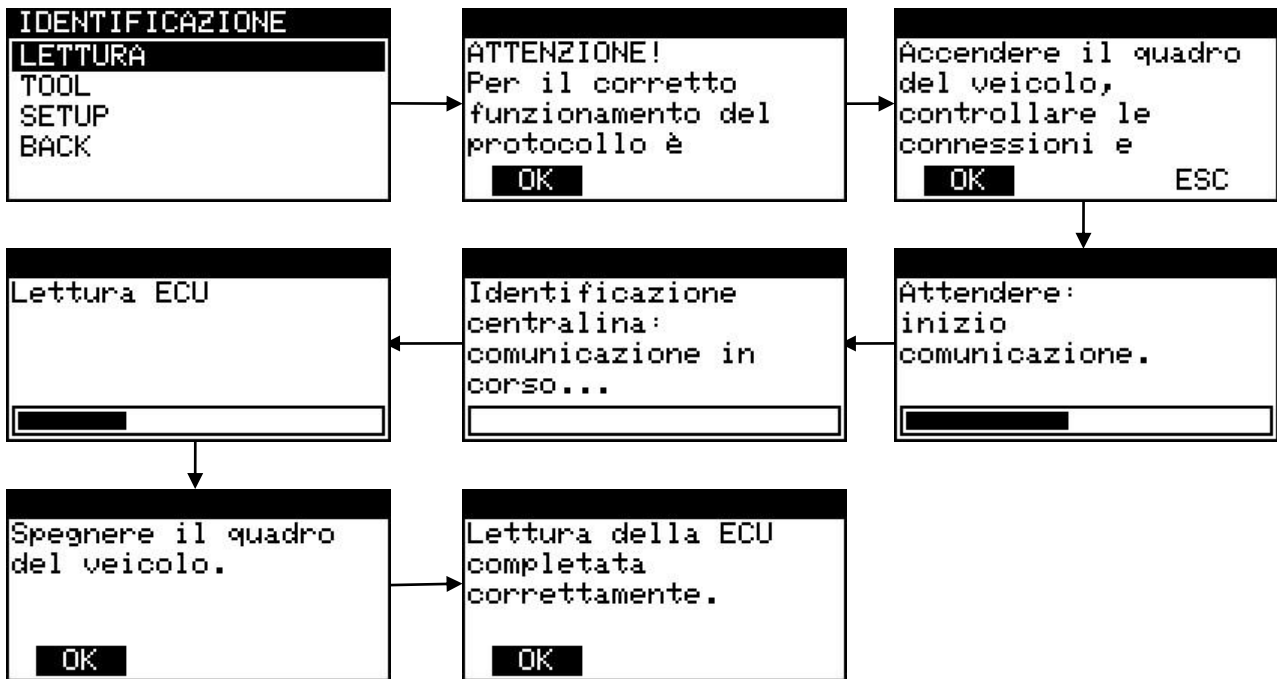 IDENTIFICAZIONE
LETTURA
TOOL
SETUP
BACK
ATTENZIONE!
Per il corretto
funzionamento del
protocollo è
OK
Accendere il quadro
del veicolo,
controllare le
connessioni e
OK ESC
Attendere:
inizio
comunicazione.
Identificazione
centralina:
comunicazione in
corso...
Lettura ECU
Spegnere il quadro
del veicolo.
OK
Lettura della ECU
completata
correttamente.
OK